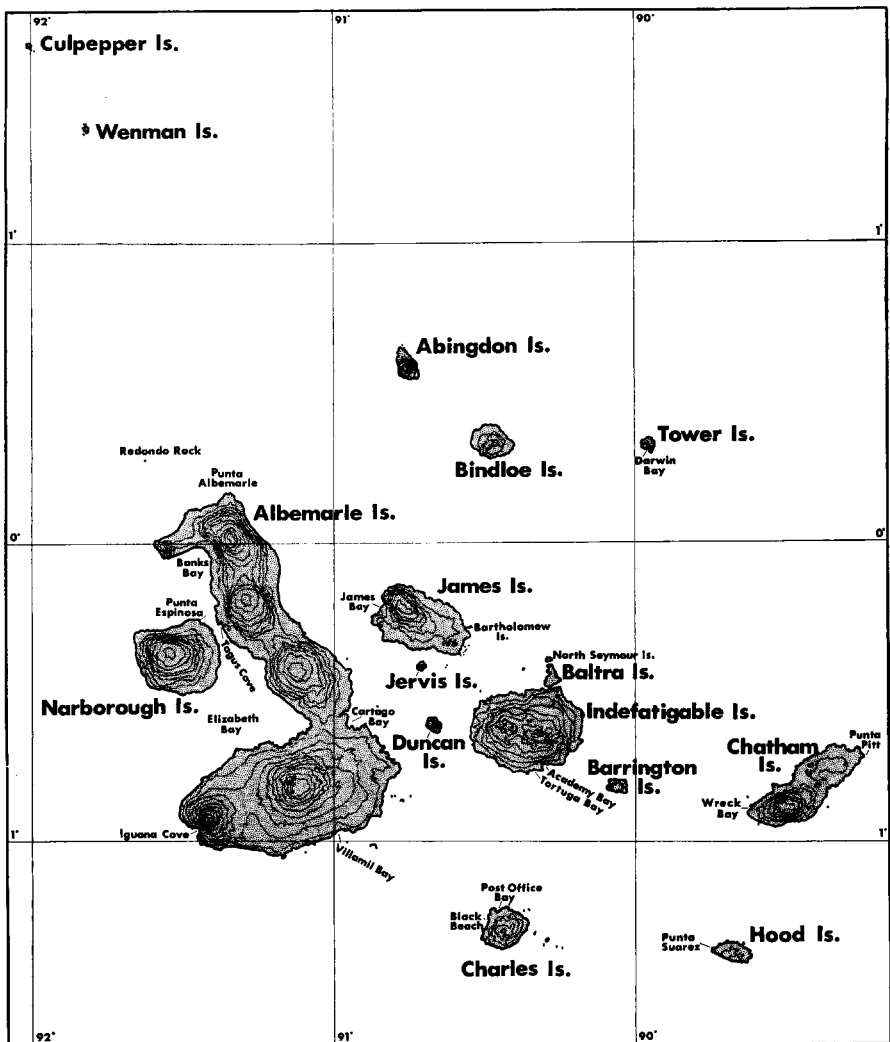 92°
91°
90°
Culpepper Is.
Wenman Is.
1°
1°
Abingdon Is.
Bindloe Is.
Tower Is.
Darwin
Bay
Redondo Rock
Punta
Albemarle
Albemarle Is.
0°
0°
Banks
Bay
Punta
Espinosa
Tagus Cove
James Is.
James
Bay
Bartholomew
Is.
Jervis Is.
North Seymour Is.
Baltra Is.
Narborough Is.
Elizabeth
Bay
Cartago
Bay
Duncan
Is.
Indefatigable Is.
Academy Bay
Tortuga Bay
Barrington
Is.
Chatham
Is.
Punta
Pitt
Wreck
Bay
Iguana Cove
1°
1°
Villamil Bay
Post Office
Bay
Black
Beach
Charles Is.
Punta
Suarez
Hood Is.
92°
91°
90°